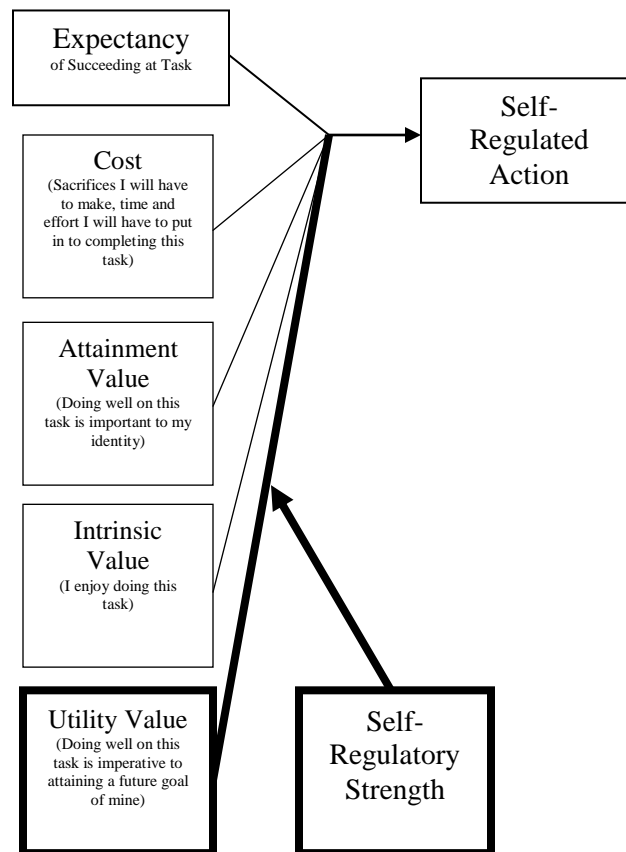 Expectancy
of Succeeding at Task
Self-
Regulated
Action
Cost
(Sacrifices I will have
to make, time and
effort I will have to put
in to completing this
task)
Attainment
Value
(Doing well on this
task is important to my
identity)
Intrinsic
Value
(I enjoy doing this
task)
Utility Value
(Doing well on this
task is imperative to
attaining a future goal
of mine)
Self-
Regulatory
Strength